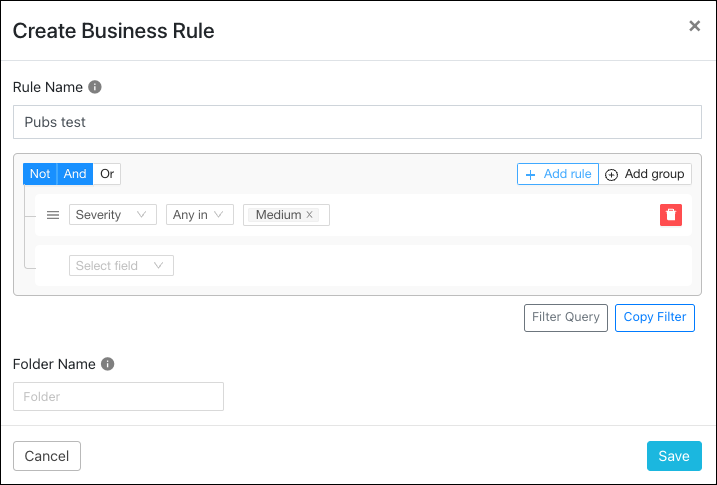 Create Business Rule
Rule Name
Pubs test
Not And Or
Add rule Add group
Severity Any in Medium x
Select field
Filter Query Copy Filter
Folder Name
Folder
Cancel Save